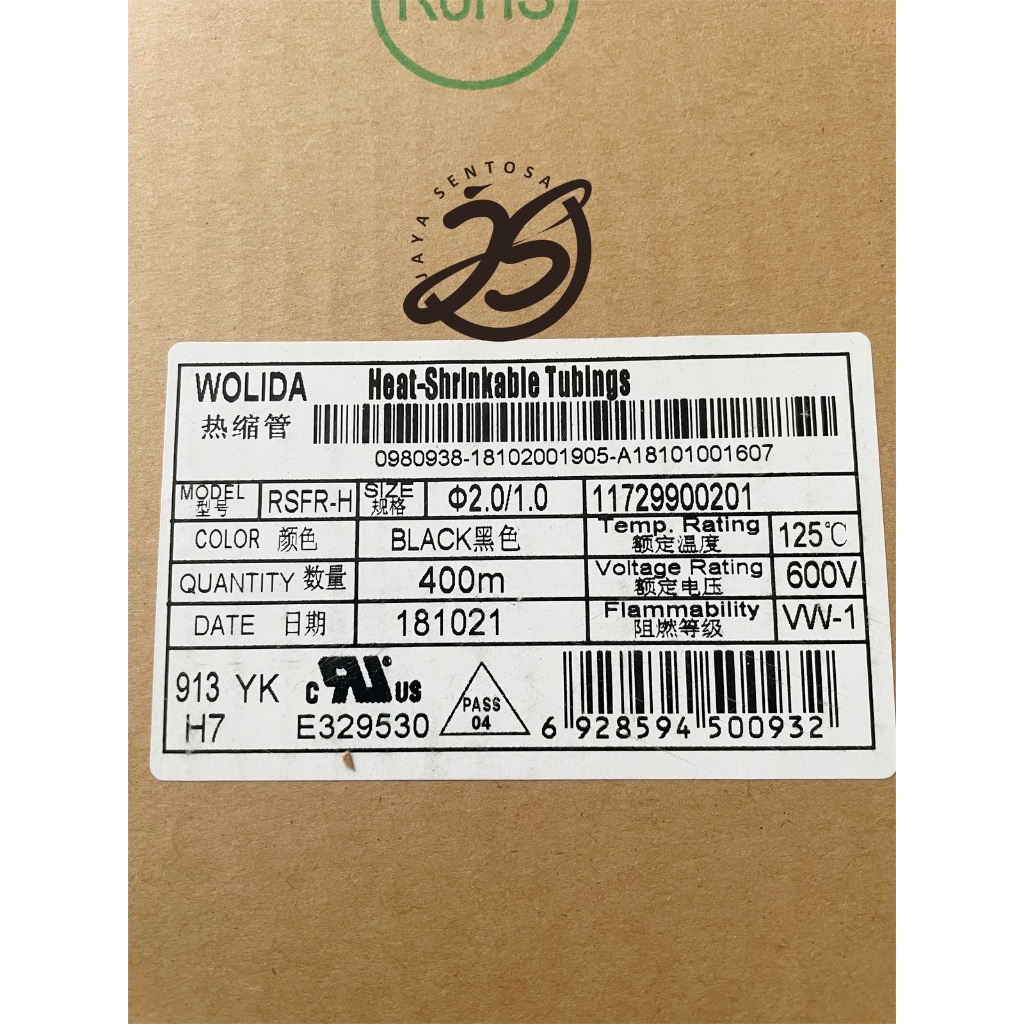 RoHS
JAYA SENTOSA
WOLIDA Heat-Shrinkable Tubings
热缩管
0980938-18102001905-A18101001607
MODEL 型号 RSFR-H SIZE 规格 Φ2.0/1.0 11729900201
COLOR 颜色 BLACK黑色 Temp. Rating 额定温度 125℃
QUANTITY 数量 400m Voltage Rating 额定电压 600V
DATE 日期 181021 Flammability 阻燃等级 VW-1
913 YK c RU® US PASS
H7 E329530 04 6 928594 500932